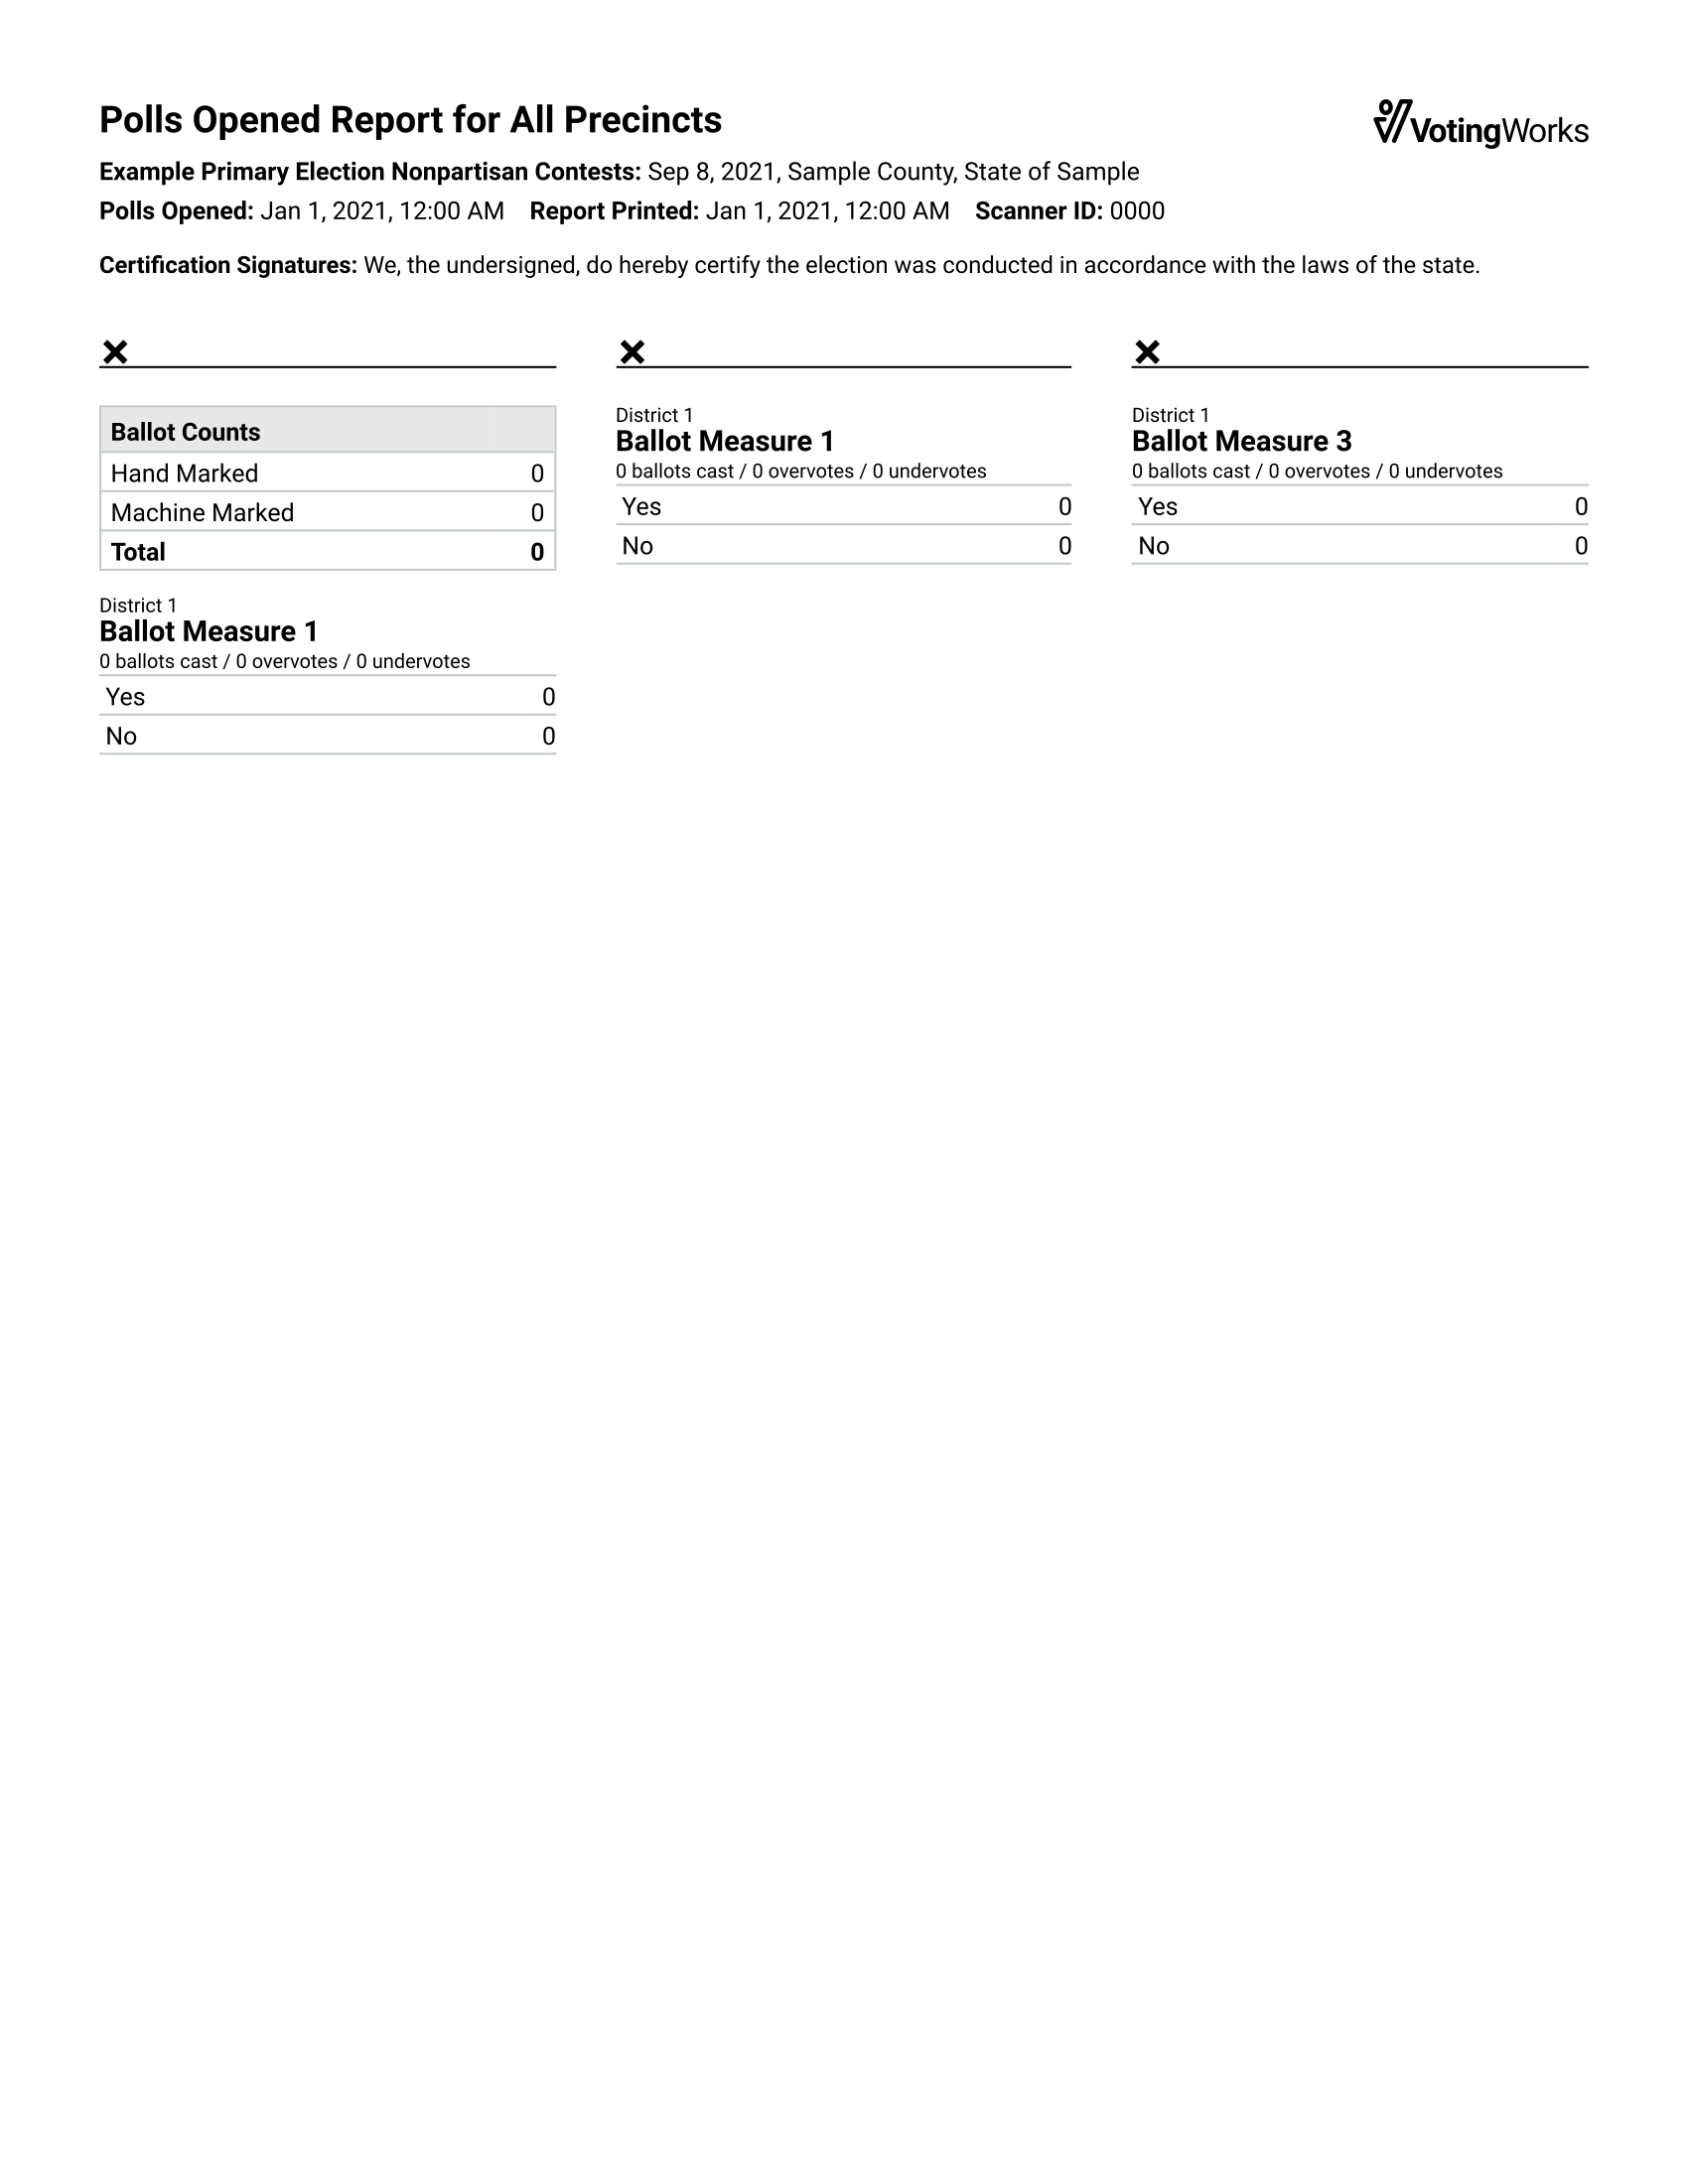 Polls Opened Report for All Precincts
VotingWorks
Example Primary Election Nonpartisan Contests: Sep 8, 2021, Sample County, State of Sample
Polls Opened: Jan 1, 2021, 12:00 AM Report Printed: Jan 1, 2021, 12:00 AM Scanner ID: 0000
Certification Signatures: We, the undersigned, do hereby certify the election was conducted in accordance with the laws of the state.
Ballot Counts
Hand Marked 0
Machine Marked 0
Total 0
District 1
Ballot Measure 1
0 ballots cast / 0 overvotes / 0 undervotes
Yes 0
No 0
District 1
Ballot Measure 1
0 ballots cast / 0 overvotes / 0 undervotes
Yes 0
No 0
District 1
Ballot Measure 3
0 ballots cast / 0 overvotes / 0 undervotes
Yes 0
No 0